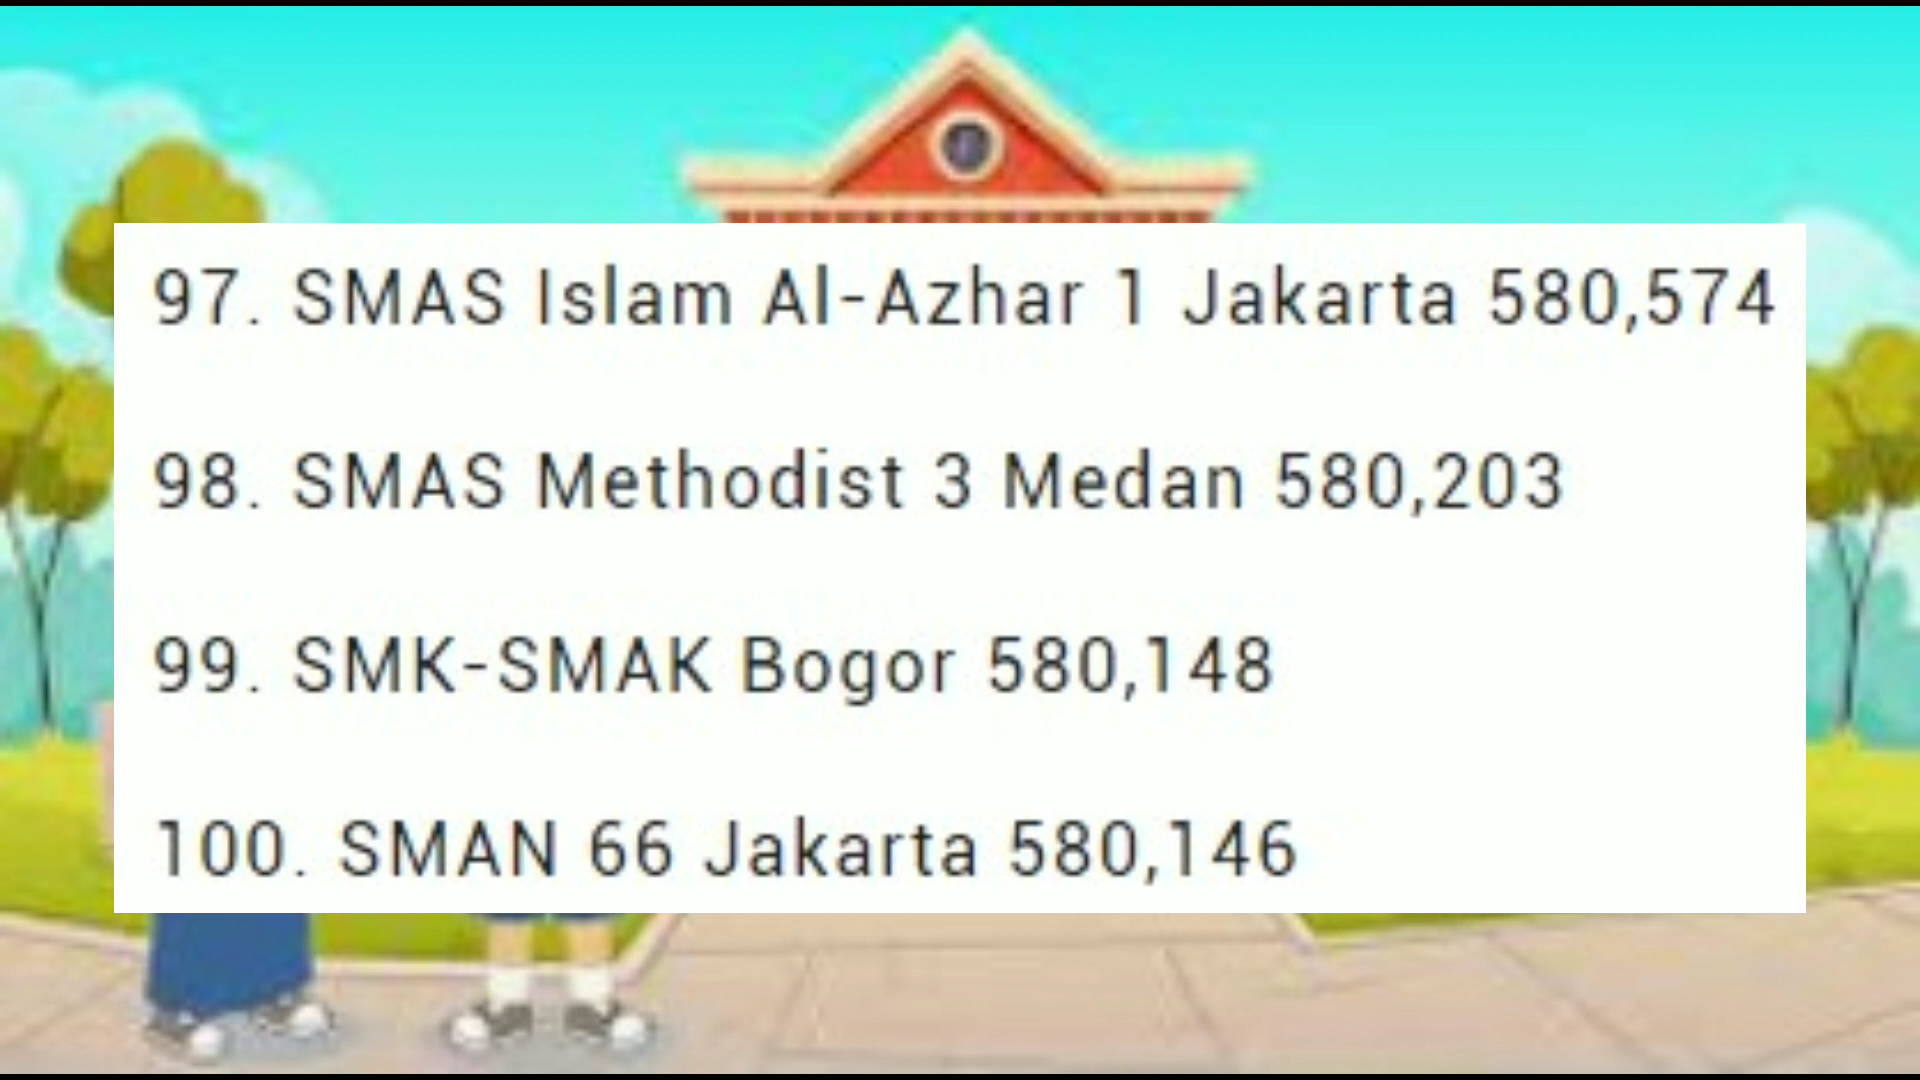 97. SMAS Islam Al-Azhar 1 Jakarta 580,574
98. SMAS Methodist 3 Medan 580,203
99. SMK-SMAK Bogor 580,148
100. SMAN 66 Jakarta 580,146